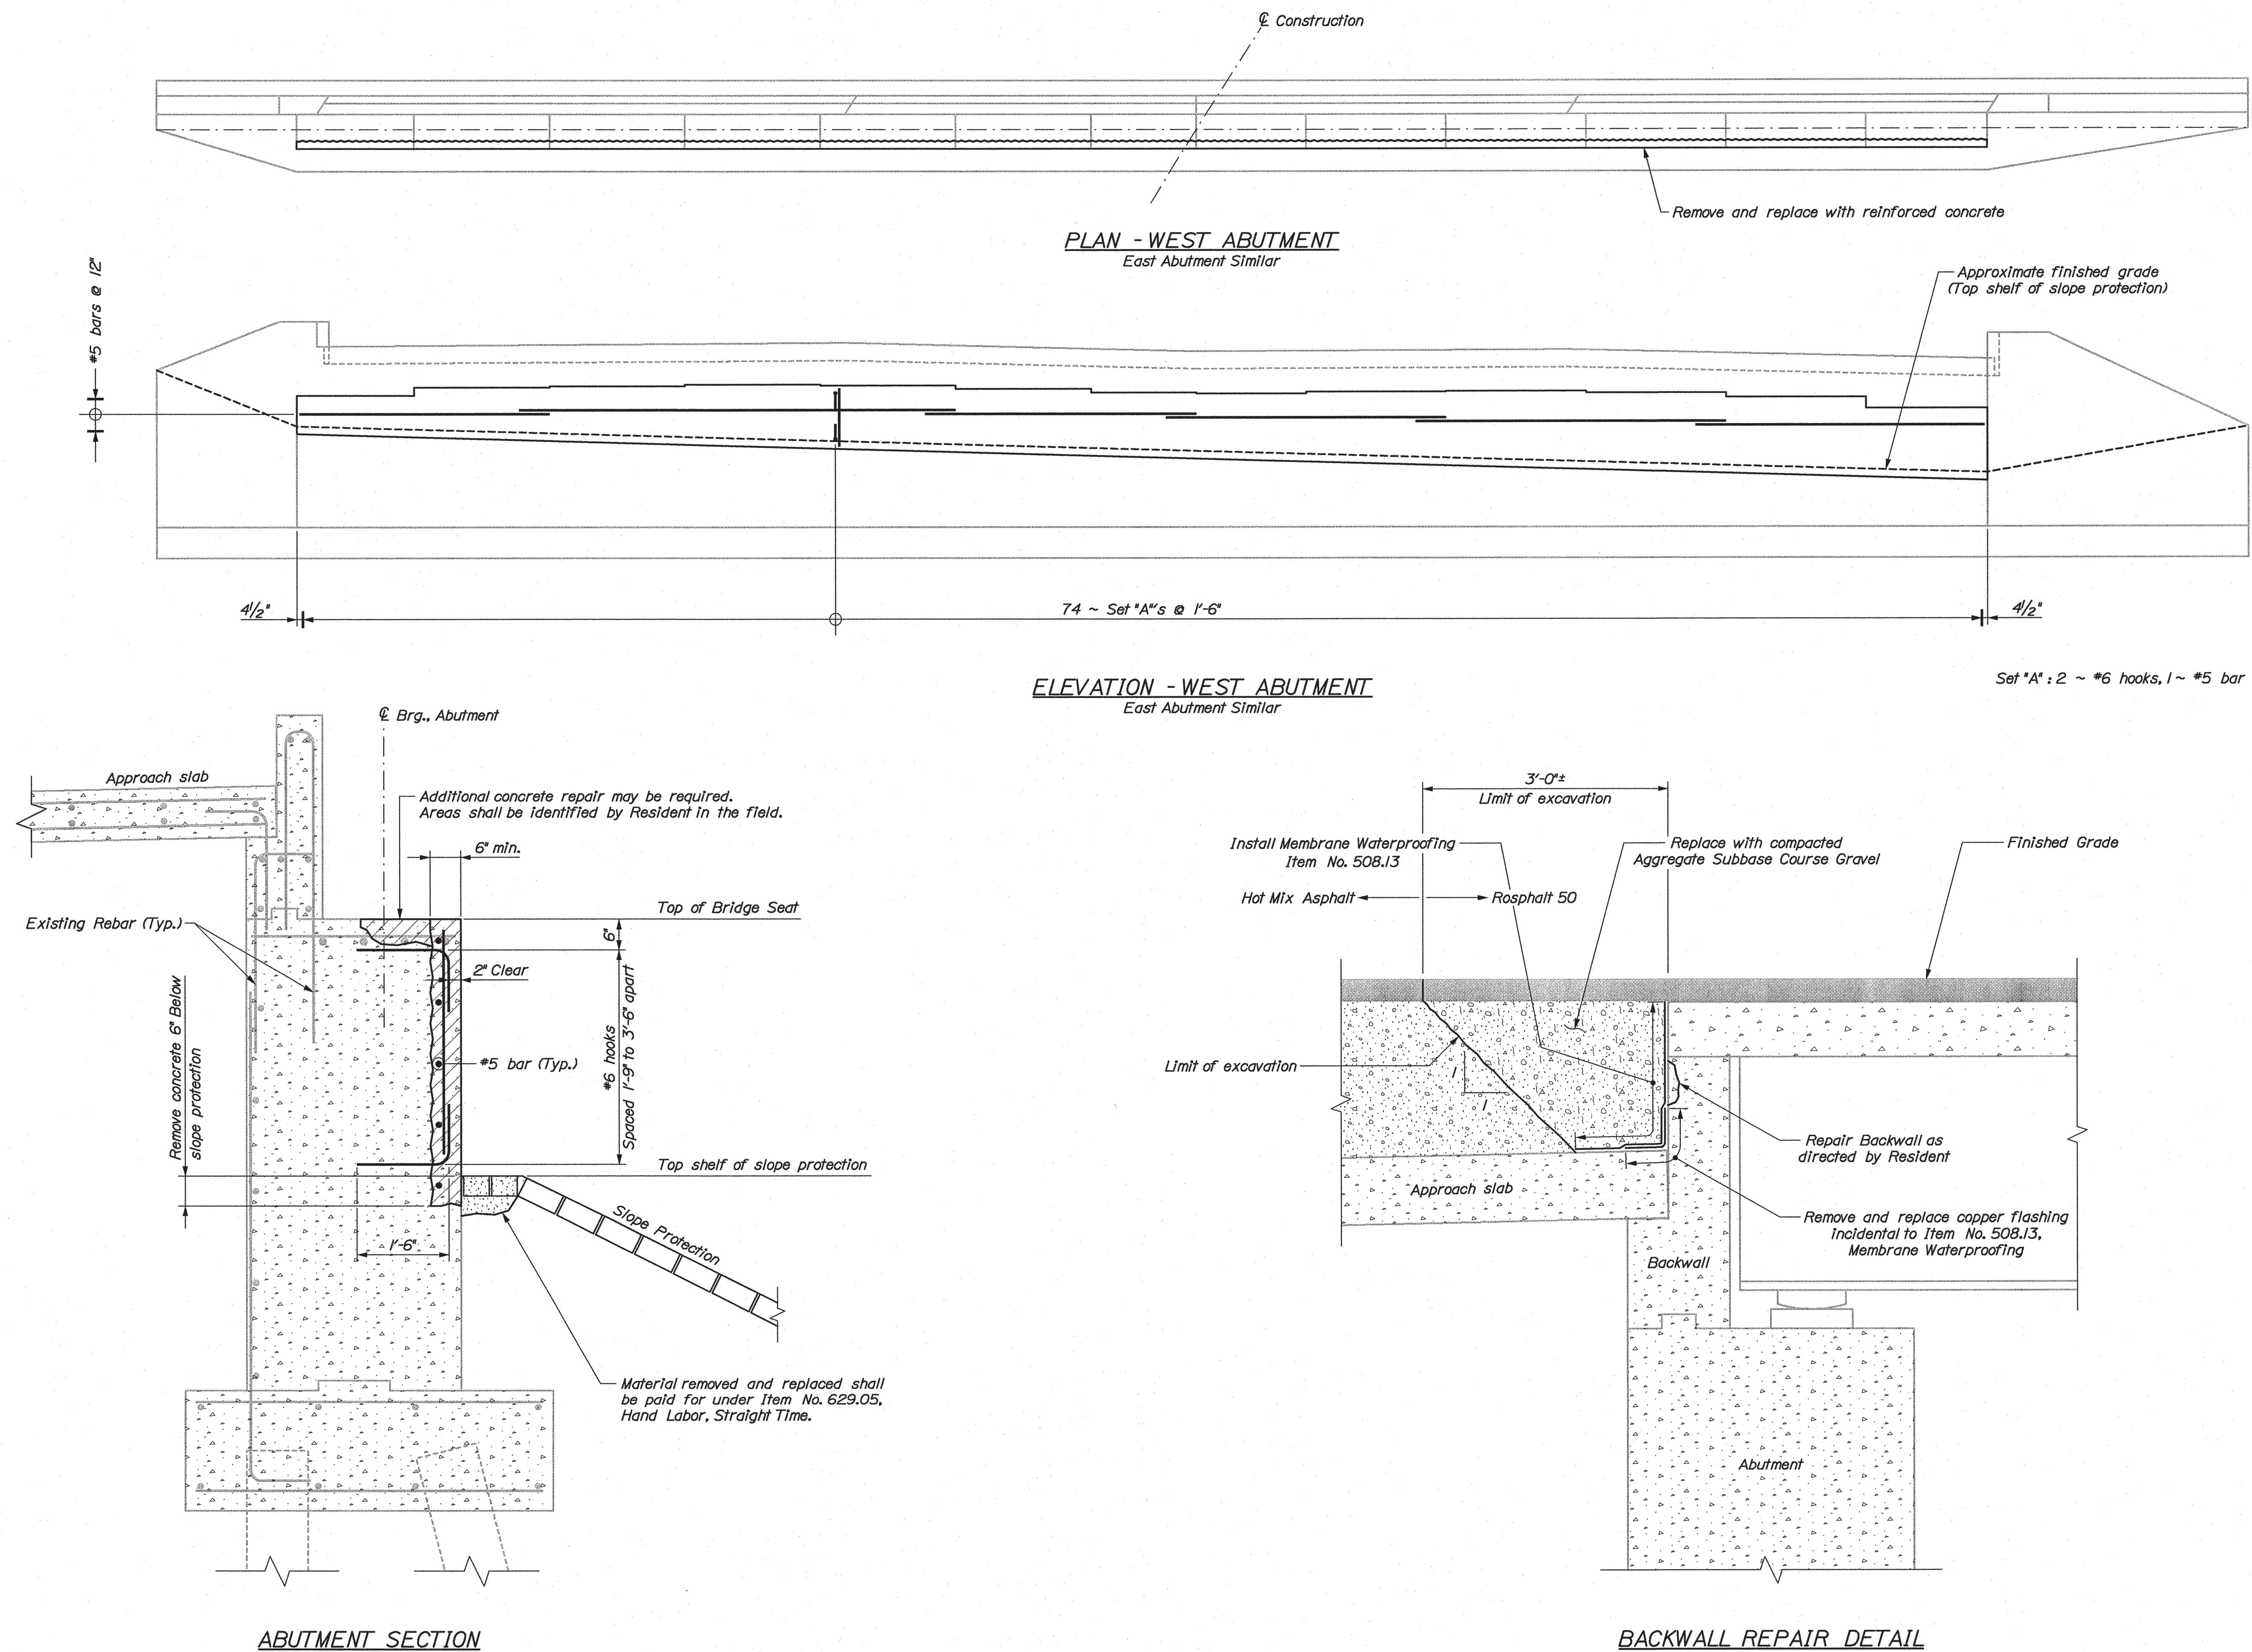 ℄ Construction
Remove and replace with reinforced concrete
PLAN - WEST ABUTMENT
East Abutment Similar
#5 bars @ 12"
Approximate finished grade
(Top shelf of slope protection)
4 1/2"
74 ~ Set "A"'s @ 1'-6"
4 1/2"
ELEVATION - WEST ABUTMENT
East Abutment Similar
Set "A" : 2 ~ #6 hooks, 1 ~ #5 bar
℄ Brg., Abutment
Approach slab
Additional concrete repair may be required.
Areas shall be identified by Resident in the field.
6" min.
Top of Bridge Seat
Existing Rebar (Typ.)
6"
2" Clear
#6 hooks
Spaced 1'-9" to 3'-6" apart
Remove concrete 6" Below
slope protection
#5 bar (Typ.)
Top shelf of slope protection
1'-6"
Slope Protection
Material removed and replaced shall
be paid for under Item No. 629.05,
Hand Labor, Straight Time.
ABUTMENT SECTION
3'-0"±
Limit of excavation
Install Membrane Waterproofing
Item No. 508.13
Replace with compacted
Aggregate Subbase Course Gravel
Finished Grade
Hot Mix Asphalt
Rosphalt 50
Limit of excavation
1
1
Repair Backwall as
directed by Resident
Approach slab
Remove and replace copper flashing
incidental to Item No. 508.13,
Membrane Waterproofing
Backwall
Abutment
BACKWALL REPAIR DETAIL